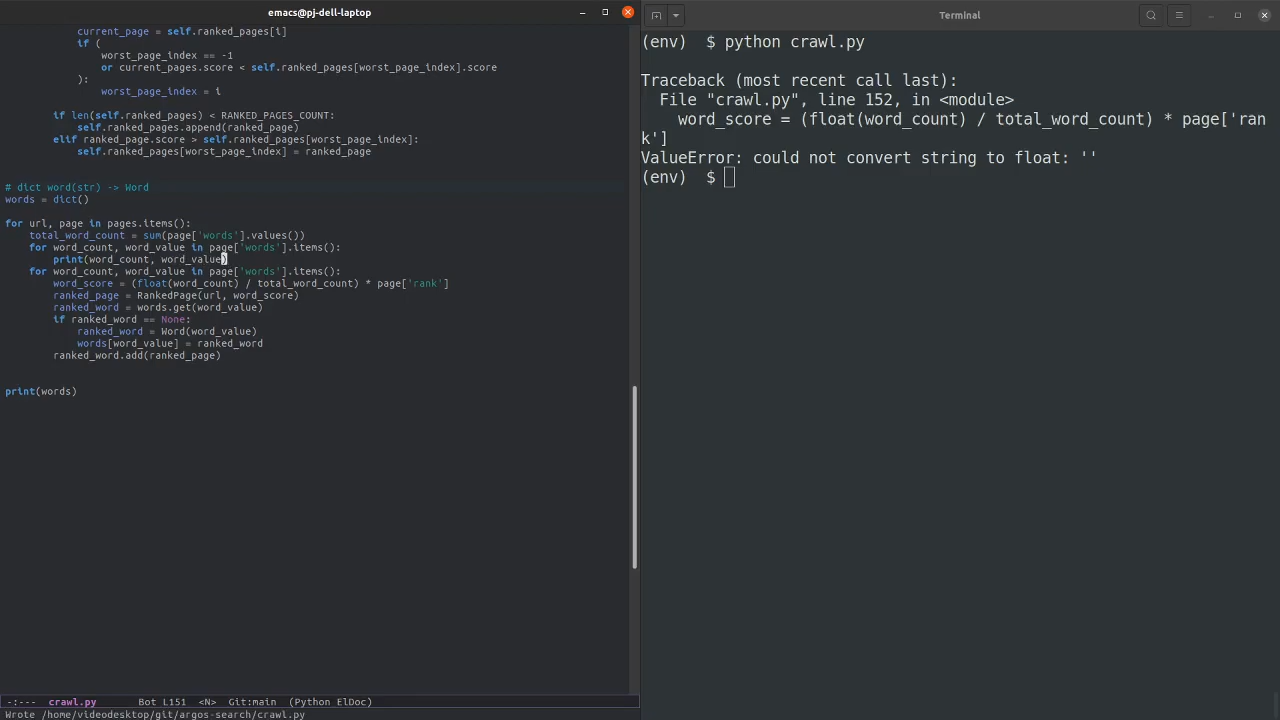 emacs@pj-dell-laptop
current_page = self.ranked_pages[i]
if (
worst_page_index == -1
or current_pages.score < self.ranked_pages[worst_page_index].score
):
worst_page_index = i
if len(self.ranked_pages) < RANKED_PAGES_COUNT:
self.ranked_pages.append(ranked_page)
elif ranked_page.score > self.ranked_pages[worst_page_index]:
self.ranked_pages[worst_page_index] = ranked_page
# dict word(str) -> Word
words = dict()
for url, page in pages.items():
total_word_count = sum(page['words'].values())
for word_count, word_value in page['words'].items():
print(word_count, word_value)
for word_count, word_value in page['words'].items():
word_score = (float(word_count) / total_word_count) * page['rank']
ranked_page = RankedPage(url, word_score)
ranked_word = words.get(word_value)
if ranked_word == None:
ranked_word = Word(word_value)
words[word_value] = ranked_word
ranked_word.add(ranked_page)
print(words)
-:--- crawl.py Bot L151 <N> Git:main (Python ElDoc)
Wrote /home/videodesktop/git/argos-search/crawl.py
Terminal
(env) $ python crawl.py
Traceback (most recent call last):
File "crawl.py", line 152, in <module>
word_score = (float(word_count) / total_word_count) * page['ran
k']
ValueError: could not convert string to float: ''
(env) $